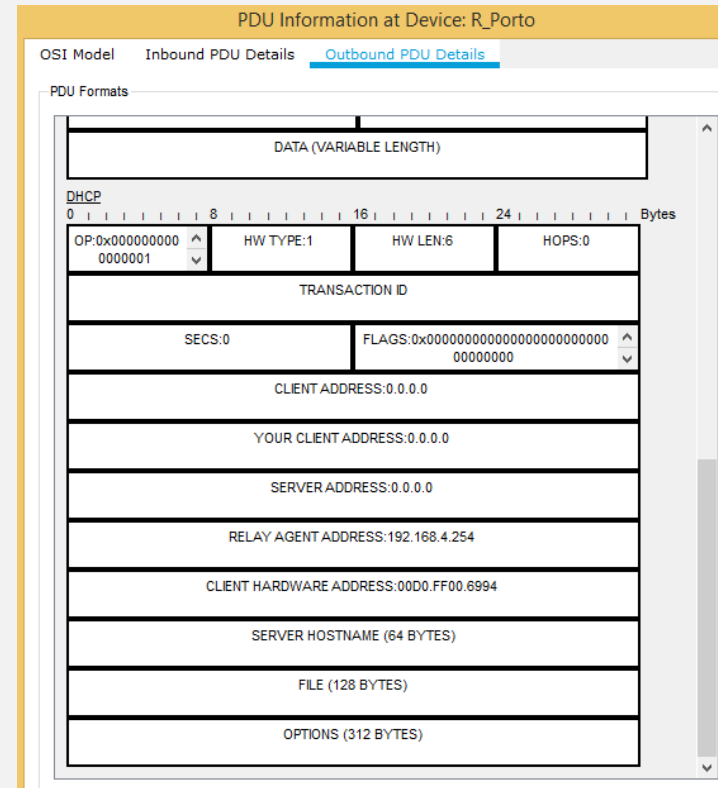 PDU Information at Device: R_Porto
OSI Model Inbound PDU Details Outbound PDU Details
PDU Formats
DATA (VARIABLE LENGTH)
DHCP
0 8 16 24 Bytes
OP:0x000000000
0000001
HW TYPE:1
HW LEN:6
HOPS:0
TRANSACTION ID
SECS:0
FLAGS:0x000000000000000000000000
00000000
CLIENT ADDRESS:0.0.0.0
YOUR CLIENT ADDRESS:0.0.0.0
SERVER ADDRESS:0.0.0.0
RELAY AGENT ADDRESS:192.168.4.254
CLIENT HARDWARE ADDRESS:00D0.FF00.6994
SERVER HOSTNAME (64 BYTES)
FILE (128 BYTES)
OPTIONS (312 BYTES)